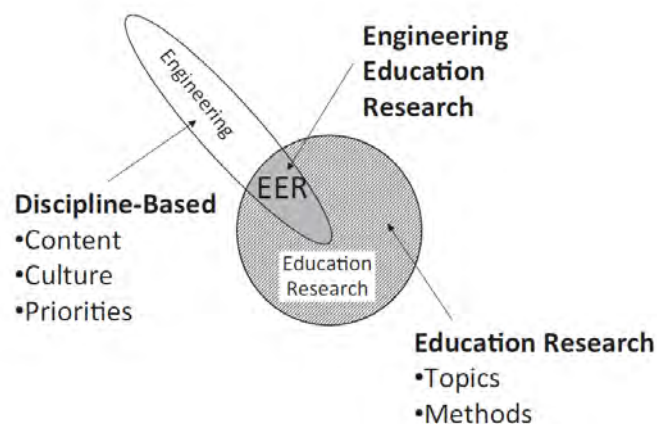 Engineering
Education
Research
Engineering
EER
Discipline-Based
•Content
•Culture
•Priorities
Education
Research
Education Research
•Topics
•Methods